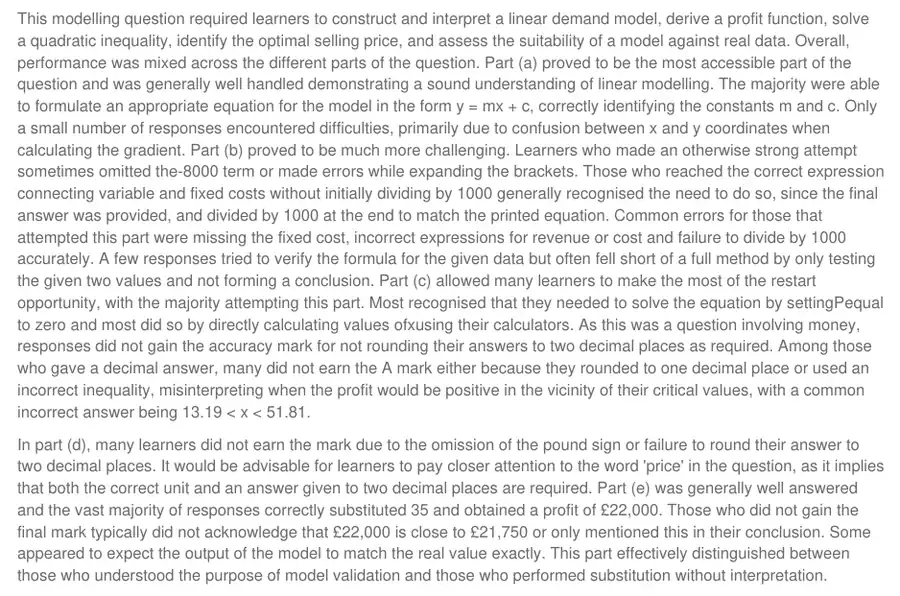 This modelling question required learners to construct and interpret a linear demand model, derive a profit function, solve
a quadratic inequality, identify the optimal selling price, and assess the suitability of a model against real data. Overall,
performance was mixed across the different parts of the question. Part (a) proved to be the most accessible part of the
question and was generally well handled demonstrating a sound understanding of linear modelling. The majority were able
to formulate an appropriate equation for the model in the form y = mx + c, correctly identifying the constants m and c. Only
a small number of responses encountered difficulties, primarily due to confusion between x and y coordinates when
calculating the gradient. Part (b) proved to be much more challenging. Learners who made an otherwise strong attempt
sometimes omitted the-8000 term or made errors while expanding the brackets. Those who reached the correct expression
connecting variable and fixed costs without initially dividing by 1000 generally recognised the need to do so, since the final
answer was provided, and divided by 1000 at the end to match the printed equation. Common errors for those that
attempted this part were missing the fixed cost, incorrect expressions for revenue or cost and failure to divide by 1000
accurately. A few responses tried to verify the formula for the given data but often fell short of a full method by only testing
the given two values and not forming a conclusion. Part (c) allowed many learners to make the most of the restart
opportunity, with the majority attempting this part. Most recognised that they needed to solve the equation by settingPequal
to zero and most did so by directly calculating values ofxusing their calculators. As this was a question involving money,
responses did not gain the accuracy mark for not rounding their answers to two decimal places as required. Among those
who gave a decimal answer, many did not earn the A mark either because they rounded to one decimal place or used an
incorrect inequality, misinterpreting when the profit would be positive in the vicinity of their critical values, with a common
incorrect answer being 13.19 < x < 51.81.
In part (d), many learners did not earn the mark due to the omission of the pound sign or failure to round their answer to
two decimal places. It would be advisable for learners to pay closer attention to the word 'price' in the question, as it implies
that both the correct unit and an answer given to two decimal places are required. Part (e) was generally well answered
and the vast majority of responses correctly substituted 35 and obtained a profit of £22,000. Those who did not gain the
final mark typically did not acknowledge that £22,000 is close to £21,750 or only mentioned this in their conclusion. Some
appeared to expect the output of the model to match the real value exactly. This part effectively distinguished between
those who understood the purpose of model validation and those who performed substitution without interpretation.